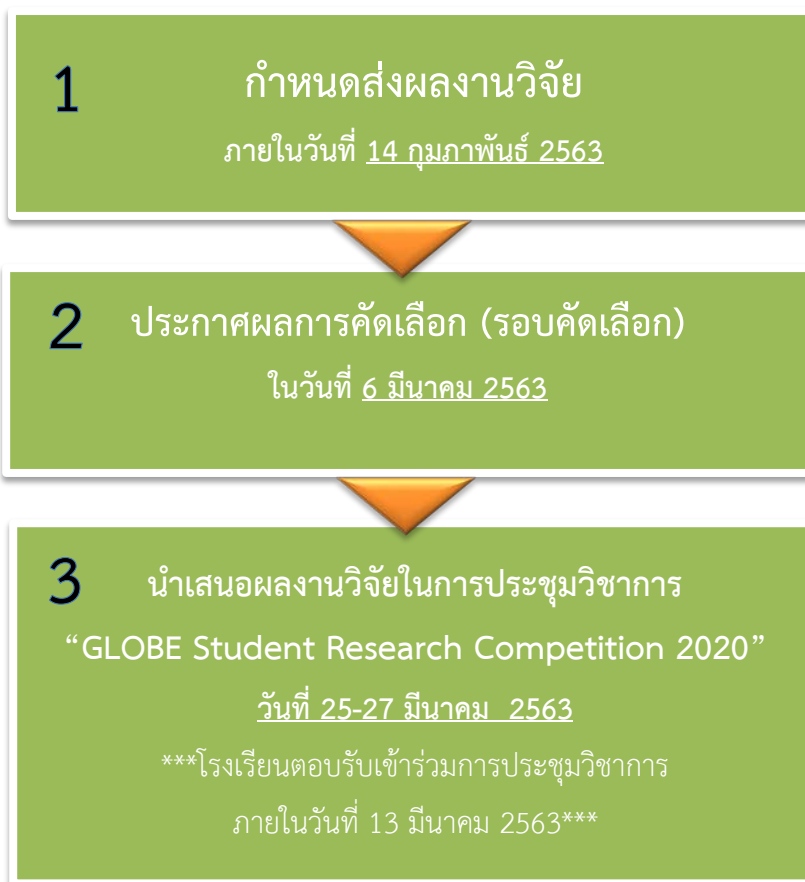 1
กำหนดส่งผลงานวิจัย
ภายในวันที่ 14 กุมภาพันธ์ 2563
2
ประกาศผลการคัดเลือก (รอบคัดเลือก)
ในวันที่ 6 มีนาคม 2563
3
นำเสนอผลงานวิจัยในการประชุมวิชาการ
“GLOBE Student Research Competition 2020”
วันที่ 25-27 มีนาคม 2563
***โรงเรียนตอบรับเข้าร่วมการประชุมวิชาการ
ภายในวันที่ 13 มีนาคม 2563***